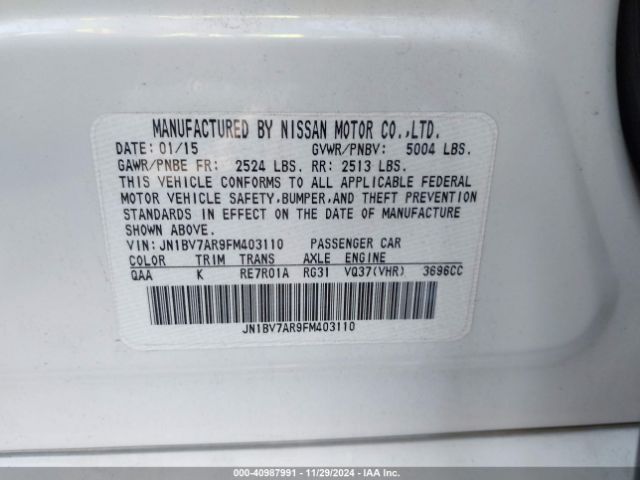 MANUFACTURED BY NISSAN MOTOR CO.,LTD.
DATE: 01/15 GVWR/PNBV: 5004 LBS.
GAWR/PNBE FR: 2524 LBS. RR: 2513 LBS.
THIS VEHICLE CONFORMS TO ALL APPLICABLE FEDERAL
MOTOR VEHICLE SAFETY,BUMPER,AND THEFT PREVENTION
STANDARDS IN EFFECT ON THE DATE OF MANUFACTURE
SHOWN ABOVE.
VIN: JN1BV7AR9FM403110 PASSENGER CAR
COLOR TRIM TRANS AXLE ENGINE
QAA K RE7R01A RG31 VQ37(VHR) 3696CC
JN1BV7AR9FM403110
000-40987991 - 11/29/2024 - IAA Inc.